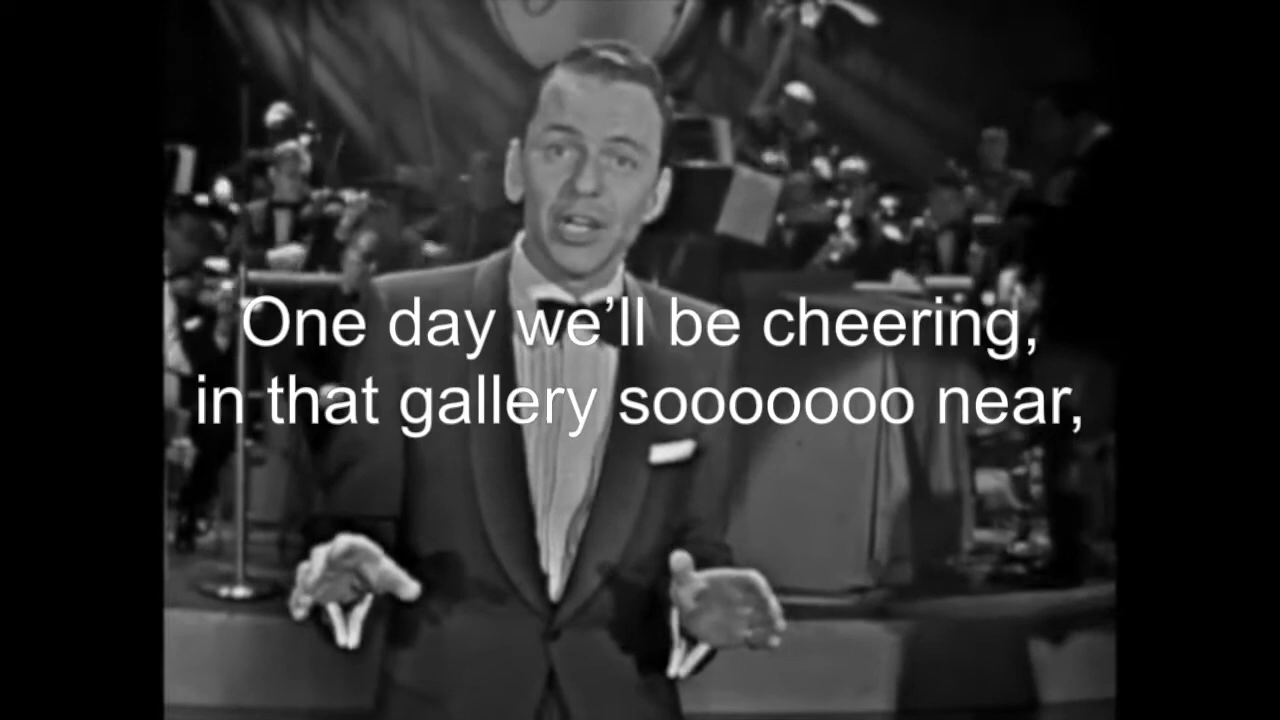 One day we’ll be cheering,
in that gallery sooooooo near,